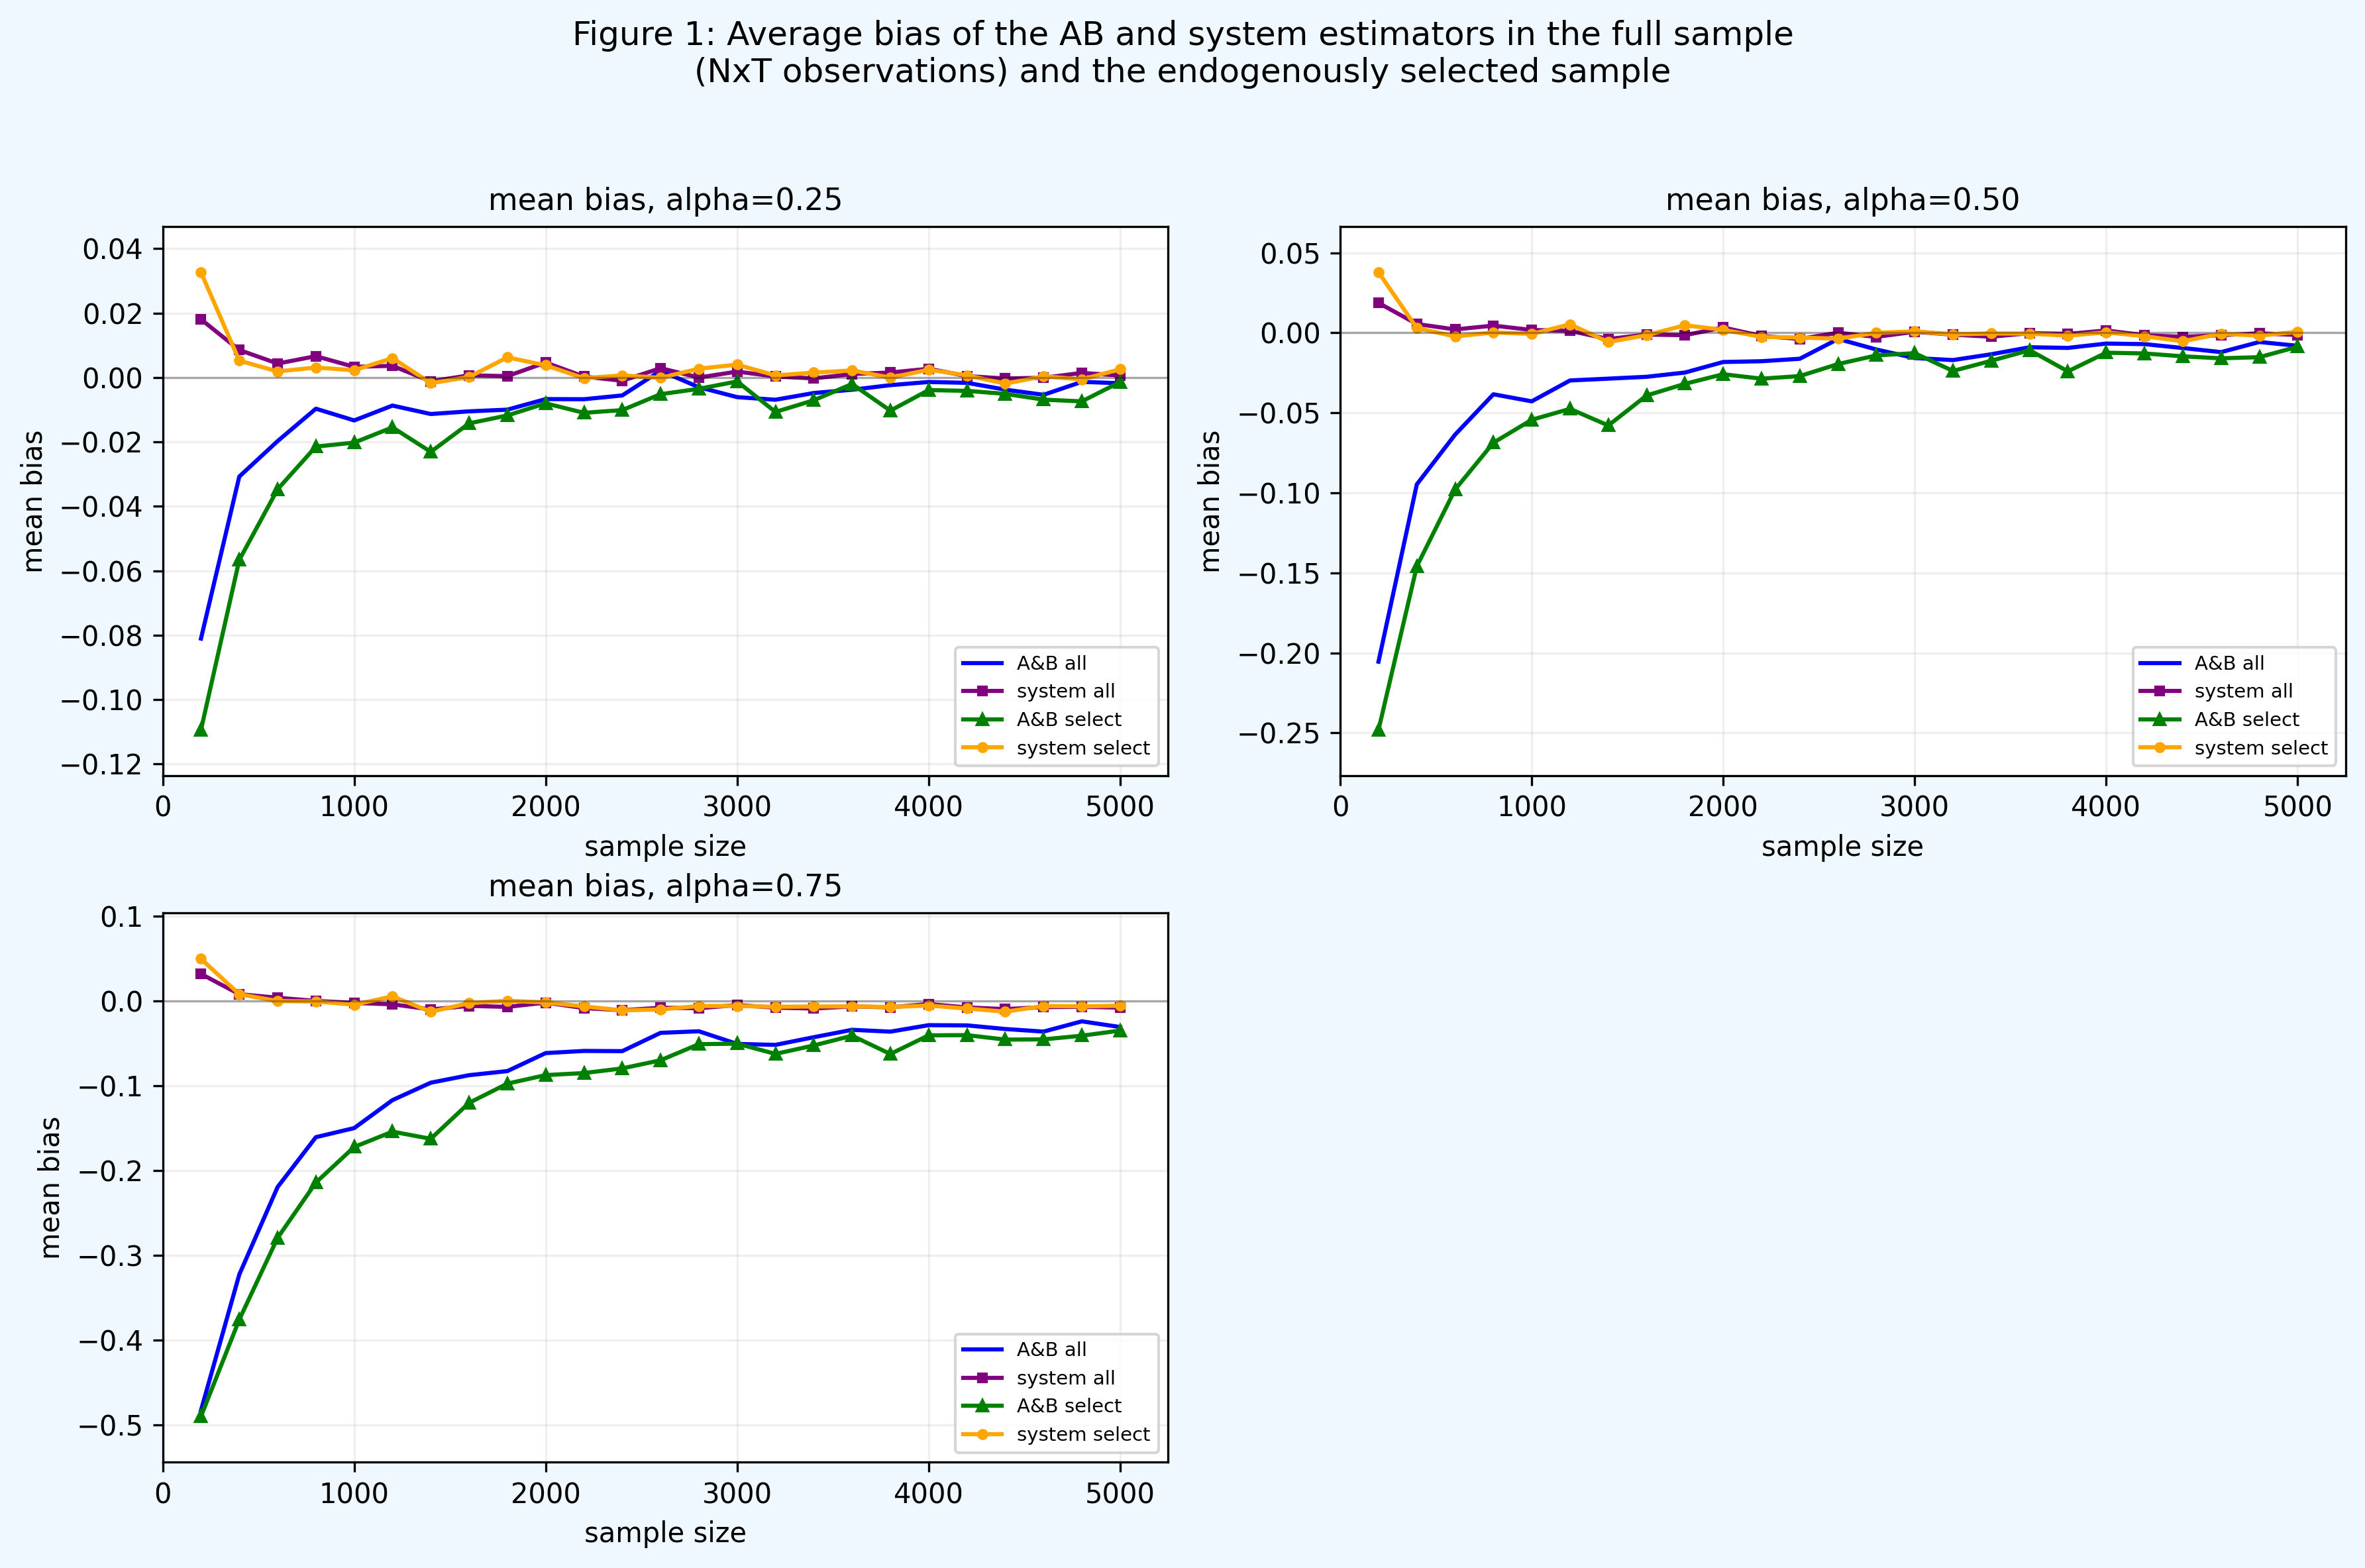 Figure 1: Average bias of the AB and system estimators in the full sample
(NxT observations) and the endogenously selected sample
mean bias, alpha=0.25
0.04
0.02
0.00
−0.02
−0.04
−0.06
−0.08
−0.10
−0.12
mean bias
0
1000
2000
3000
4000
5000
sample size
A&B all
system all
A&B select
system select
mean bias, alpha=0.50
0.05
0.00
−0.05
−0.10
−0.15
−0.20
−0.25
mean bias
0
1000
2000
3000
4000
5000
sample size
A&B all
system all
A&B select
system select
mean bias, alpha=0.75
0.1
0.0
−0.1
−0.2
−0.3
−0.4
−0.5
mean bias
0
1000
2000
3000
4000
5000
sample size
A&B all
system all
A&B select
system select